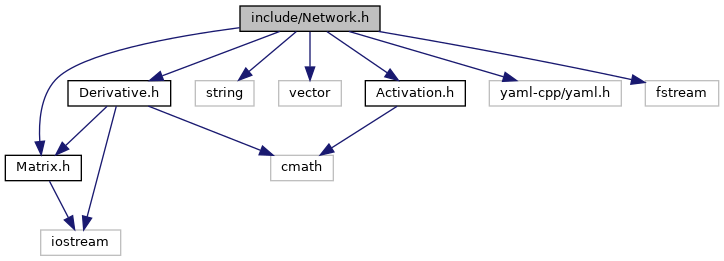 include/Network.h
Derivative.h
string
vector
Activation.h
yaml-cpp/yaml.h
fstream
Matrix.h
cmath
iostream